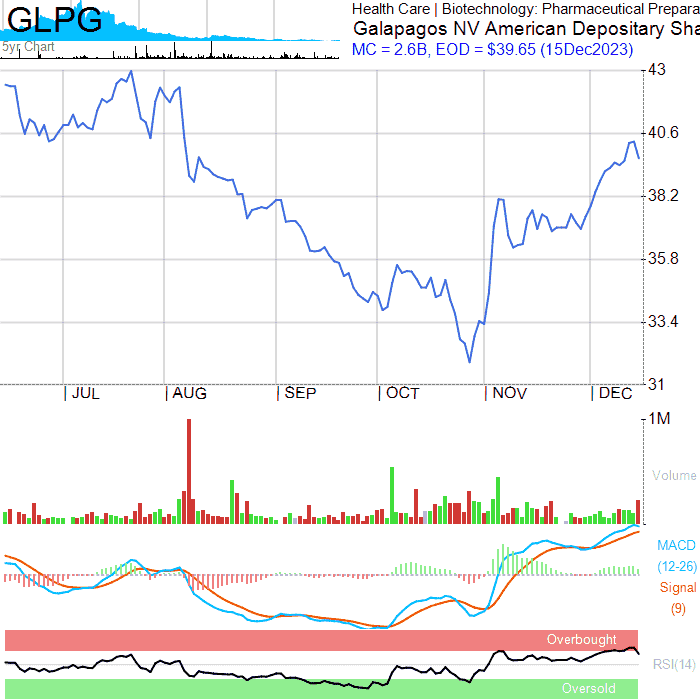 GLPG
5yr Chart
Health Care | Biotechnology: Pharmaceutical Prepara
Galapagos NV American Depositary Sha
MC = 2.6B, EOD = $39.65 (15Dec2023)
43
40.6
38.2
35.8
33.4
31
| JUL | AUG | SEP | OCT | NOV | DEC
1M
Volume
MACD
(12-26)
Signal
(9)
Overbought
RSI(14)
Oversold